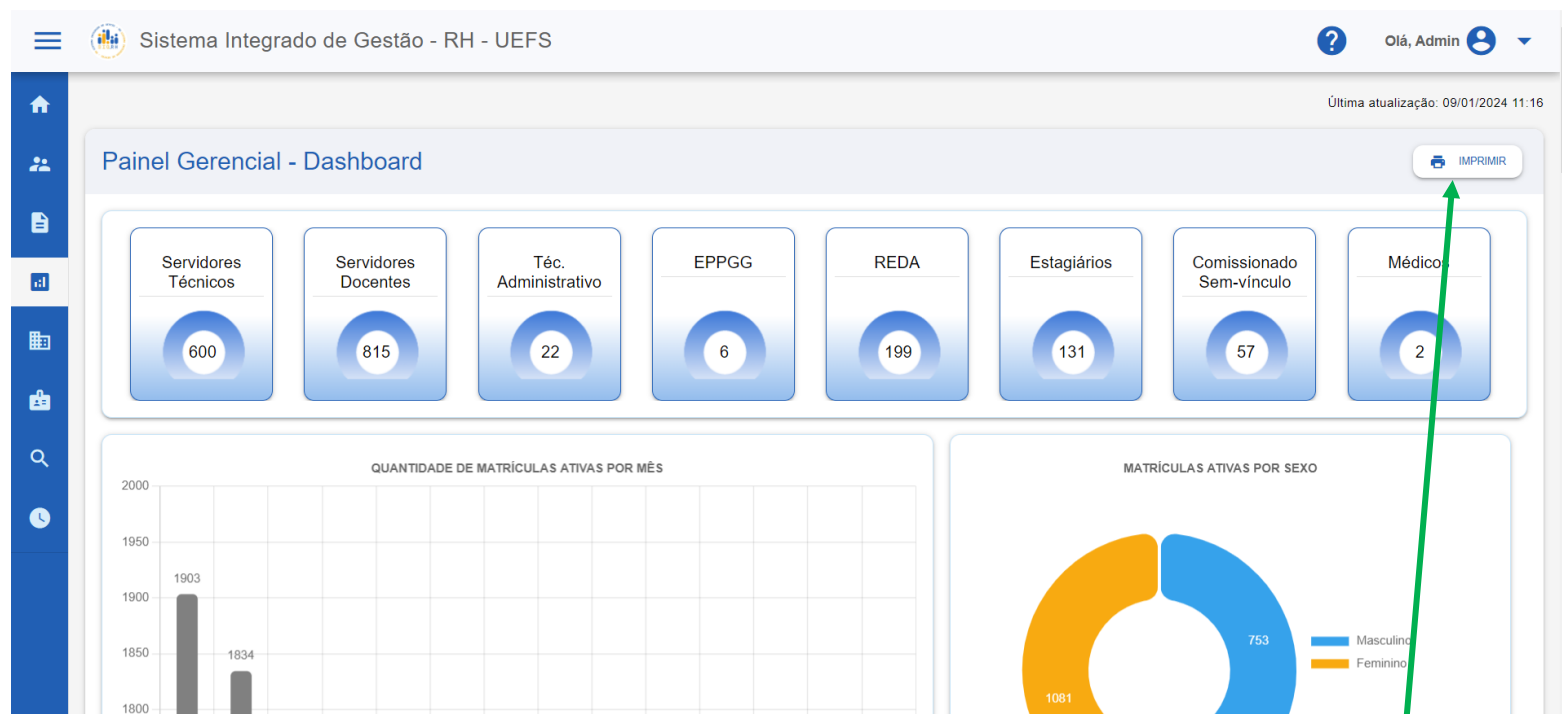 Sistema Integrado de Gestão - RH - UEFS
?
Olá, Admin
Última atualização: 09/01/2024 11:16
Painel Gerencial - Dashboard
IMPRIMIR
Servidores
Técnicos
600
Servidores
Docentes
815
Téc.
Administrativo
22
EPPGG
6
REDA
199
Estagiários
131
Comissionado
Sem-vínculo
57
Médicos
2
QUANTIDADE DE MATRÍCULAS ATIVAS POR MÊS
2000
1950
1900
1850
1800
1903
1834
MATRÍCULAS ATIVAS POR SEXO
753
1081
Masculino
Feminino